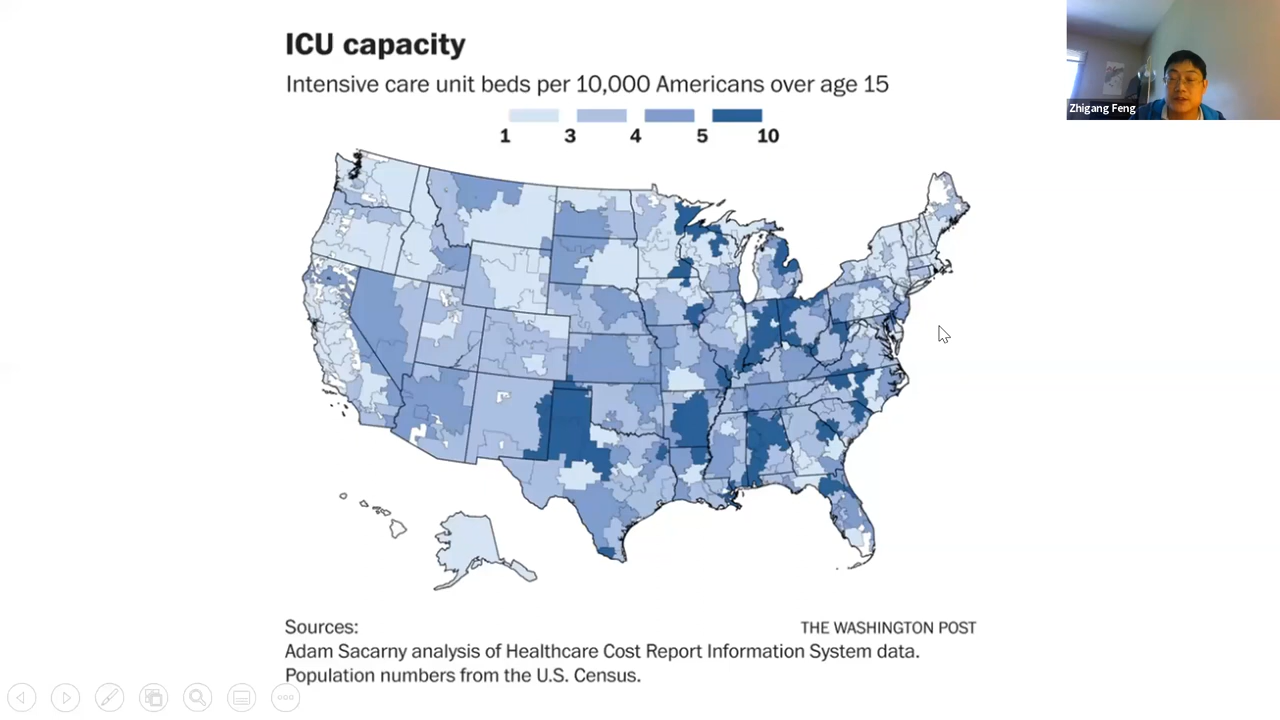 ICU capacity
Intensive care unit beds per 10,000 Americans over age 15
1 3 4 5 10
Zhigang Feng
Sources:
THE WASHINGTON POST
Adam Sacarny analysis of Healthcare Cost Report Information System data.
Population numbers from the U.S. Census.